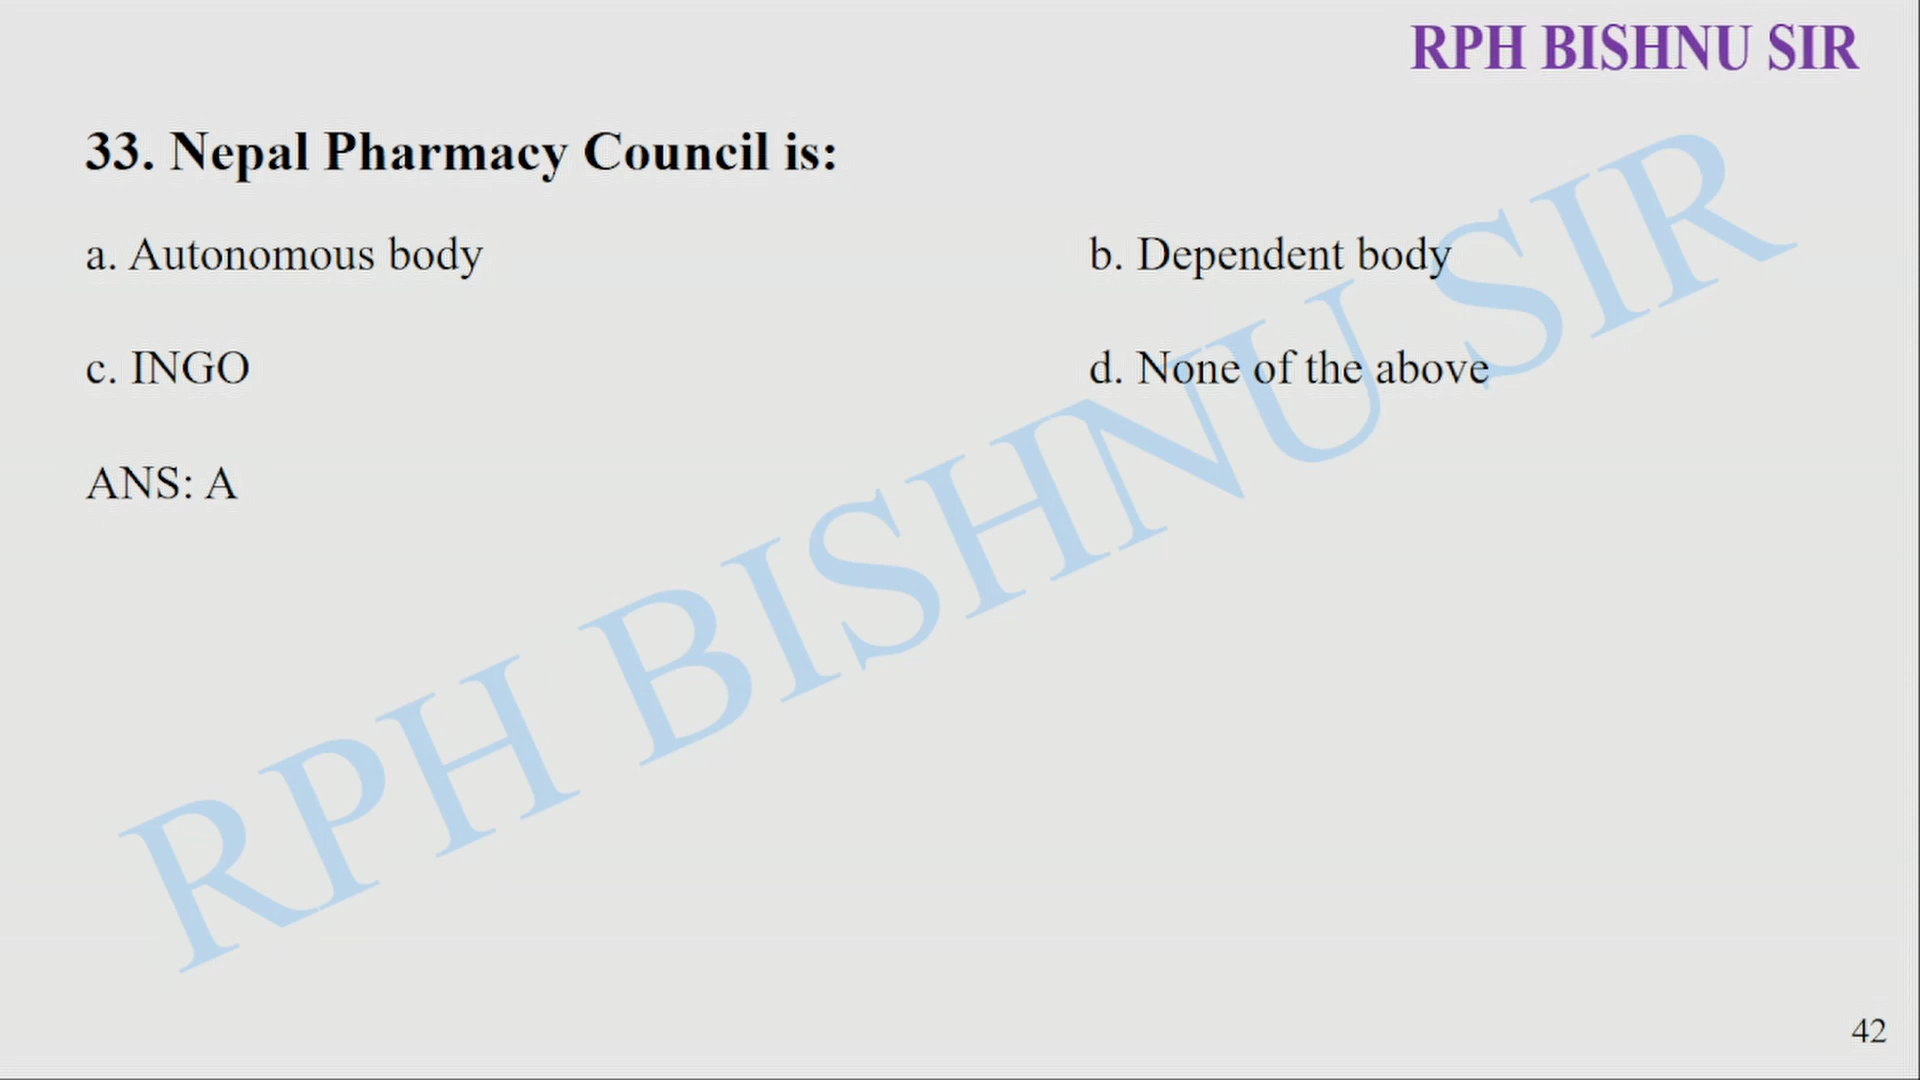 RPH BISHNU SIR
33. Nepal Pharmacy Council is:
a. Autonomous body
b. Dependent body
c. INGO
d. None of the above
ANS: A
RPH BISHNU SIR
42